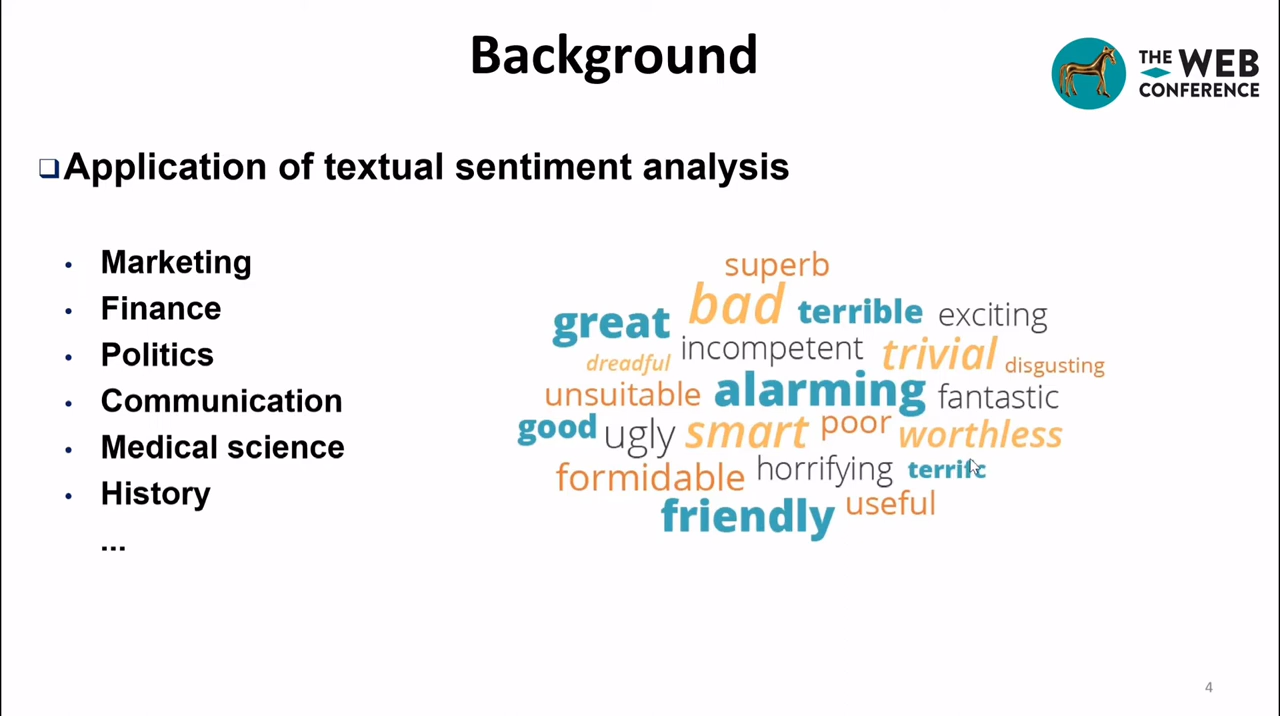 Background
THE WEB
CONFERENCE
Application of textual sentiment analysis
Marketing
Finance
Politics
Communication
Medical science
History
...
superb
great bad terrible exciting
dreadful incompetent trivial disgusting
unsuitable alarming fantastic
good ugly smart poor worthless
formidable horrifying terrific
friendly useful
4